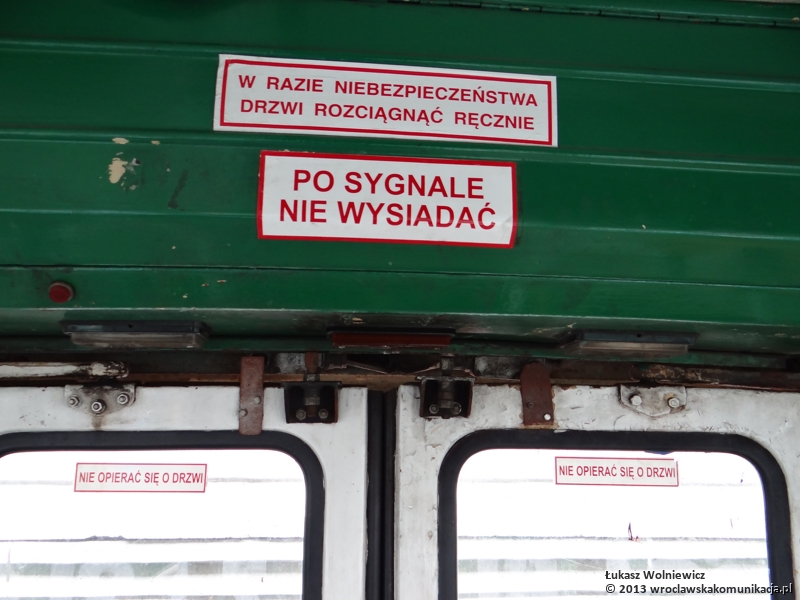 W RAZIE NIEBEZPIECZEŃSTWA
DRZWI ROZCIĄGNĄĆ RĘCZNIE
PO SYGNALE
NIE WYSIADAĆ
NIE OPIERAĆ SIĘ O DRZWI
NIE OPIERAĆ SIĘ O DRZWI
Łukasz Wolniewicz
© 2013 wroclawskakomunikacja.pl